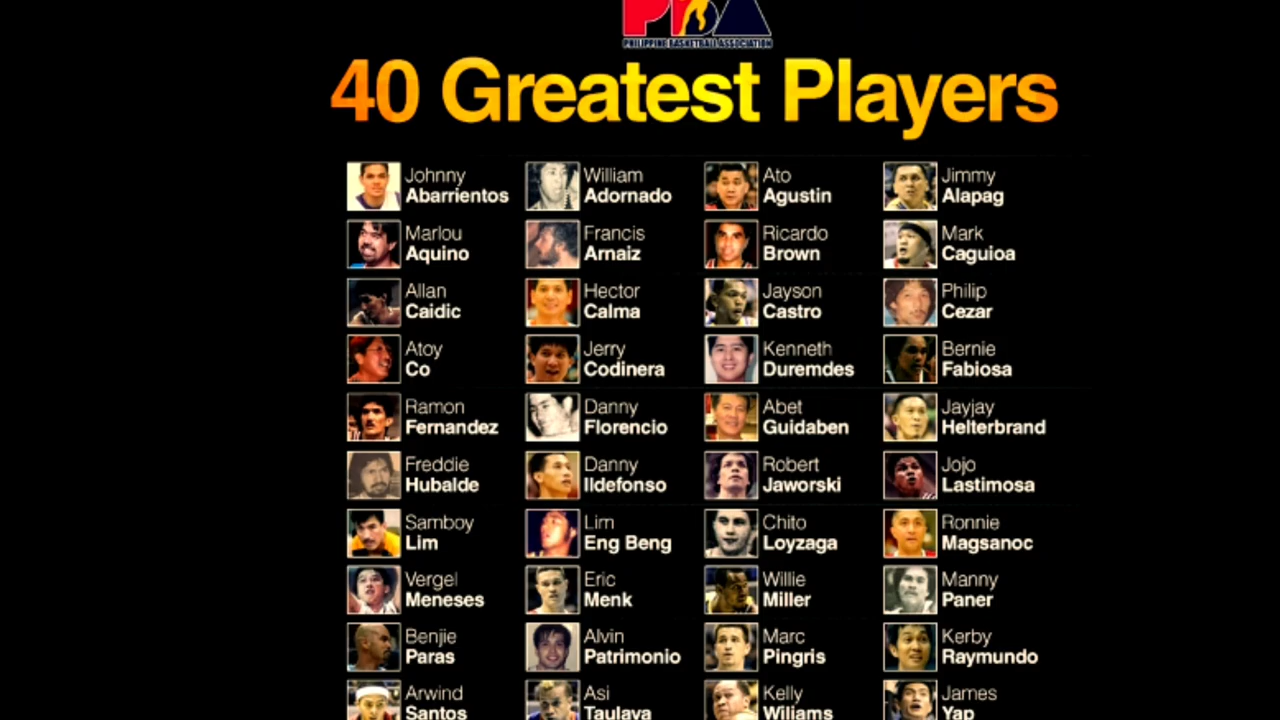 PBA
PHILIPPINE BASKETBALL ASSOCIATION
40 Greatest Players
Johnny
Abarrientos
William
Adornado
Ato
Agustin
Jimmy
Alapag
Marlou
Aquino
Francis
Arnaiz
Ricardo
Brown
Mark
Caguioa
Allan
Caidic
Hector
Calma
Jayson
Castro
Philip
Cezar
Atoy
Co
Jerry
Codinera
Kenneth
Duremdes
Bernie
Fabiosa
Ramon
Fernandez
Danny
Florencio
Abet
Guidaben
Jayjay
Helterbrand
Freddie
Hubalde
Danny
Ildefonso
Robert
Jaworski
Jojo
Lastimosa
Samboy
Lim
Lim
Eng Beng
Chito
Loyzaga
Ronnie
Magsanoc
Vergel
Meneses
Eric
Menk
Willie
Miller
Manny
Paner
Benjie
Paras
Alvin
Patrimonio
Marc
Pingris
Kerby
Raymundo
Arwind
Santos
Asi
Taulava
Kelly
Wiliams
James
Yap